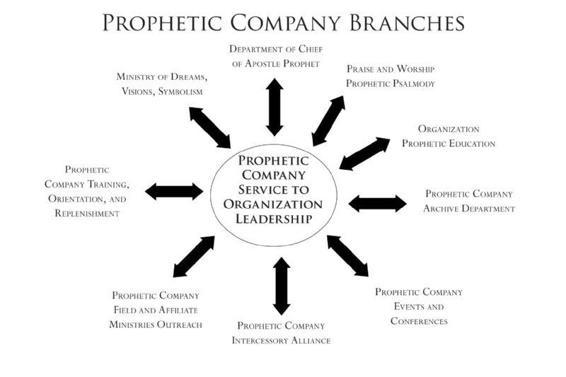 Prophetic Company Branches
Department of Chief
of Apostle Prophet
Ministry of Dreams,
Visions, Symbolism
Praise and Worship
Prophetic Psalmody
Organization
Prophetic Education
Prophetic
Company
Service to
Organization
Leadership
Prophetic
Company Training,
Orientation, and
Replenishment
Prophetic Company
Archive Department
Prophetic Company
Field and Affiliate
Ministries Outreach
Prophetic Company
Intercessory Alliance
Prophetic Company
Events and
Conferences